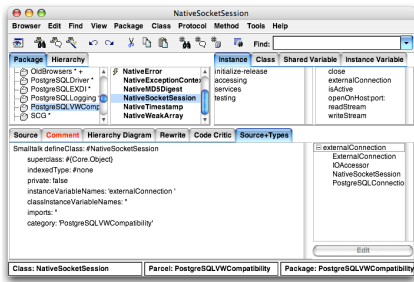 NativeSocketSession
Browser Edit Find View Package Class Protocol Method Tools Help
Find:
Package Hierarchy
Instance Class Shared Variable Instance Variable
OldBrowsers * +
PostgreSQLDriver *
PostgreSQLEXDI *
PostgreSQLLogging
PostgreSQLVWComp
SCG *
NativeError
NativeExceptionContex
NativeMD5Digest
NativeSocketSession
NativeTimestamp
NativeWeakArray
initialize-release
accessing
services
testing
close
externalConnection
isActive
openOnHost:port:
readStream
writeStream
Source Comment Hierarchy Diagram Rewrite Code Critic Source+Types
Smalltalk defineClass: #NativeSocketSession
superclass: #{Core.Object}
indexedType: #none
private: false
instanceVariableNames: 'externalConnection '
classInstanceVariableNames: ''
imports: ''
category: 'PostgreSQLVWCompatibility'
externalConnection
ExternalConnection
IOAccessor
NativeSocketSession
PostgreSQLConnectio
Edit
Class: NativeSocketSession
Parcel: PostgreSQLVWCompatibility
Package: PostgreSQLVWCompatibility